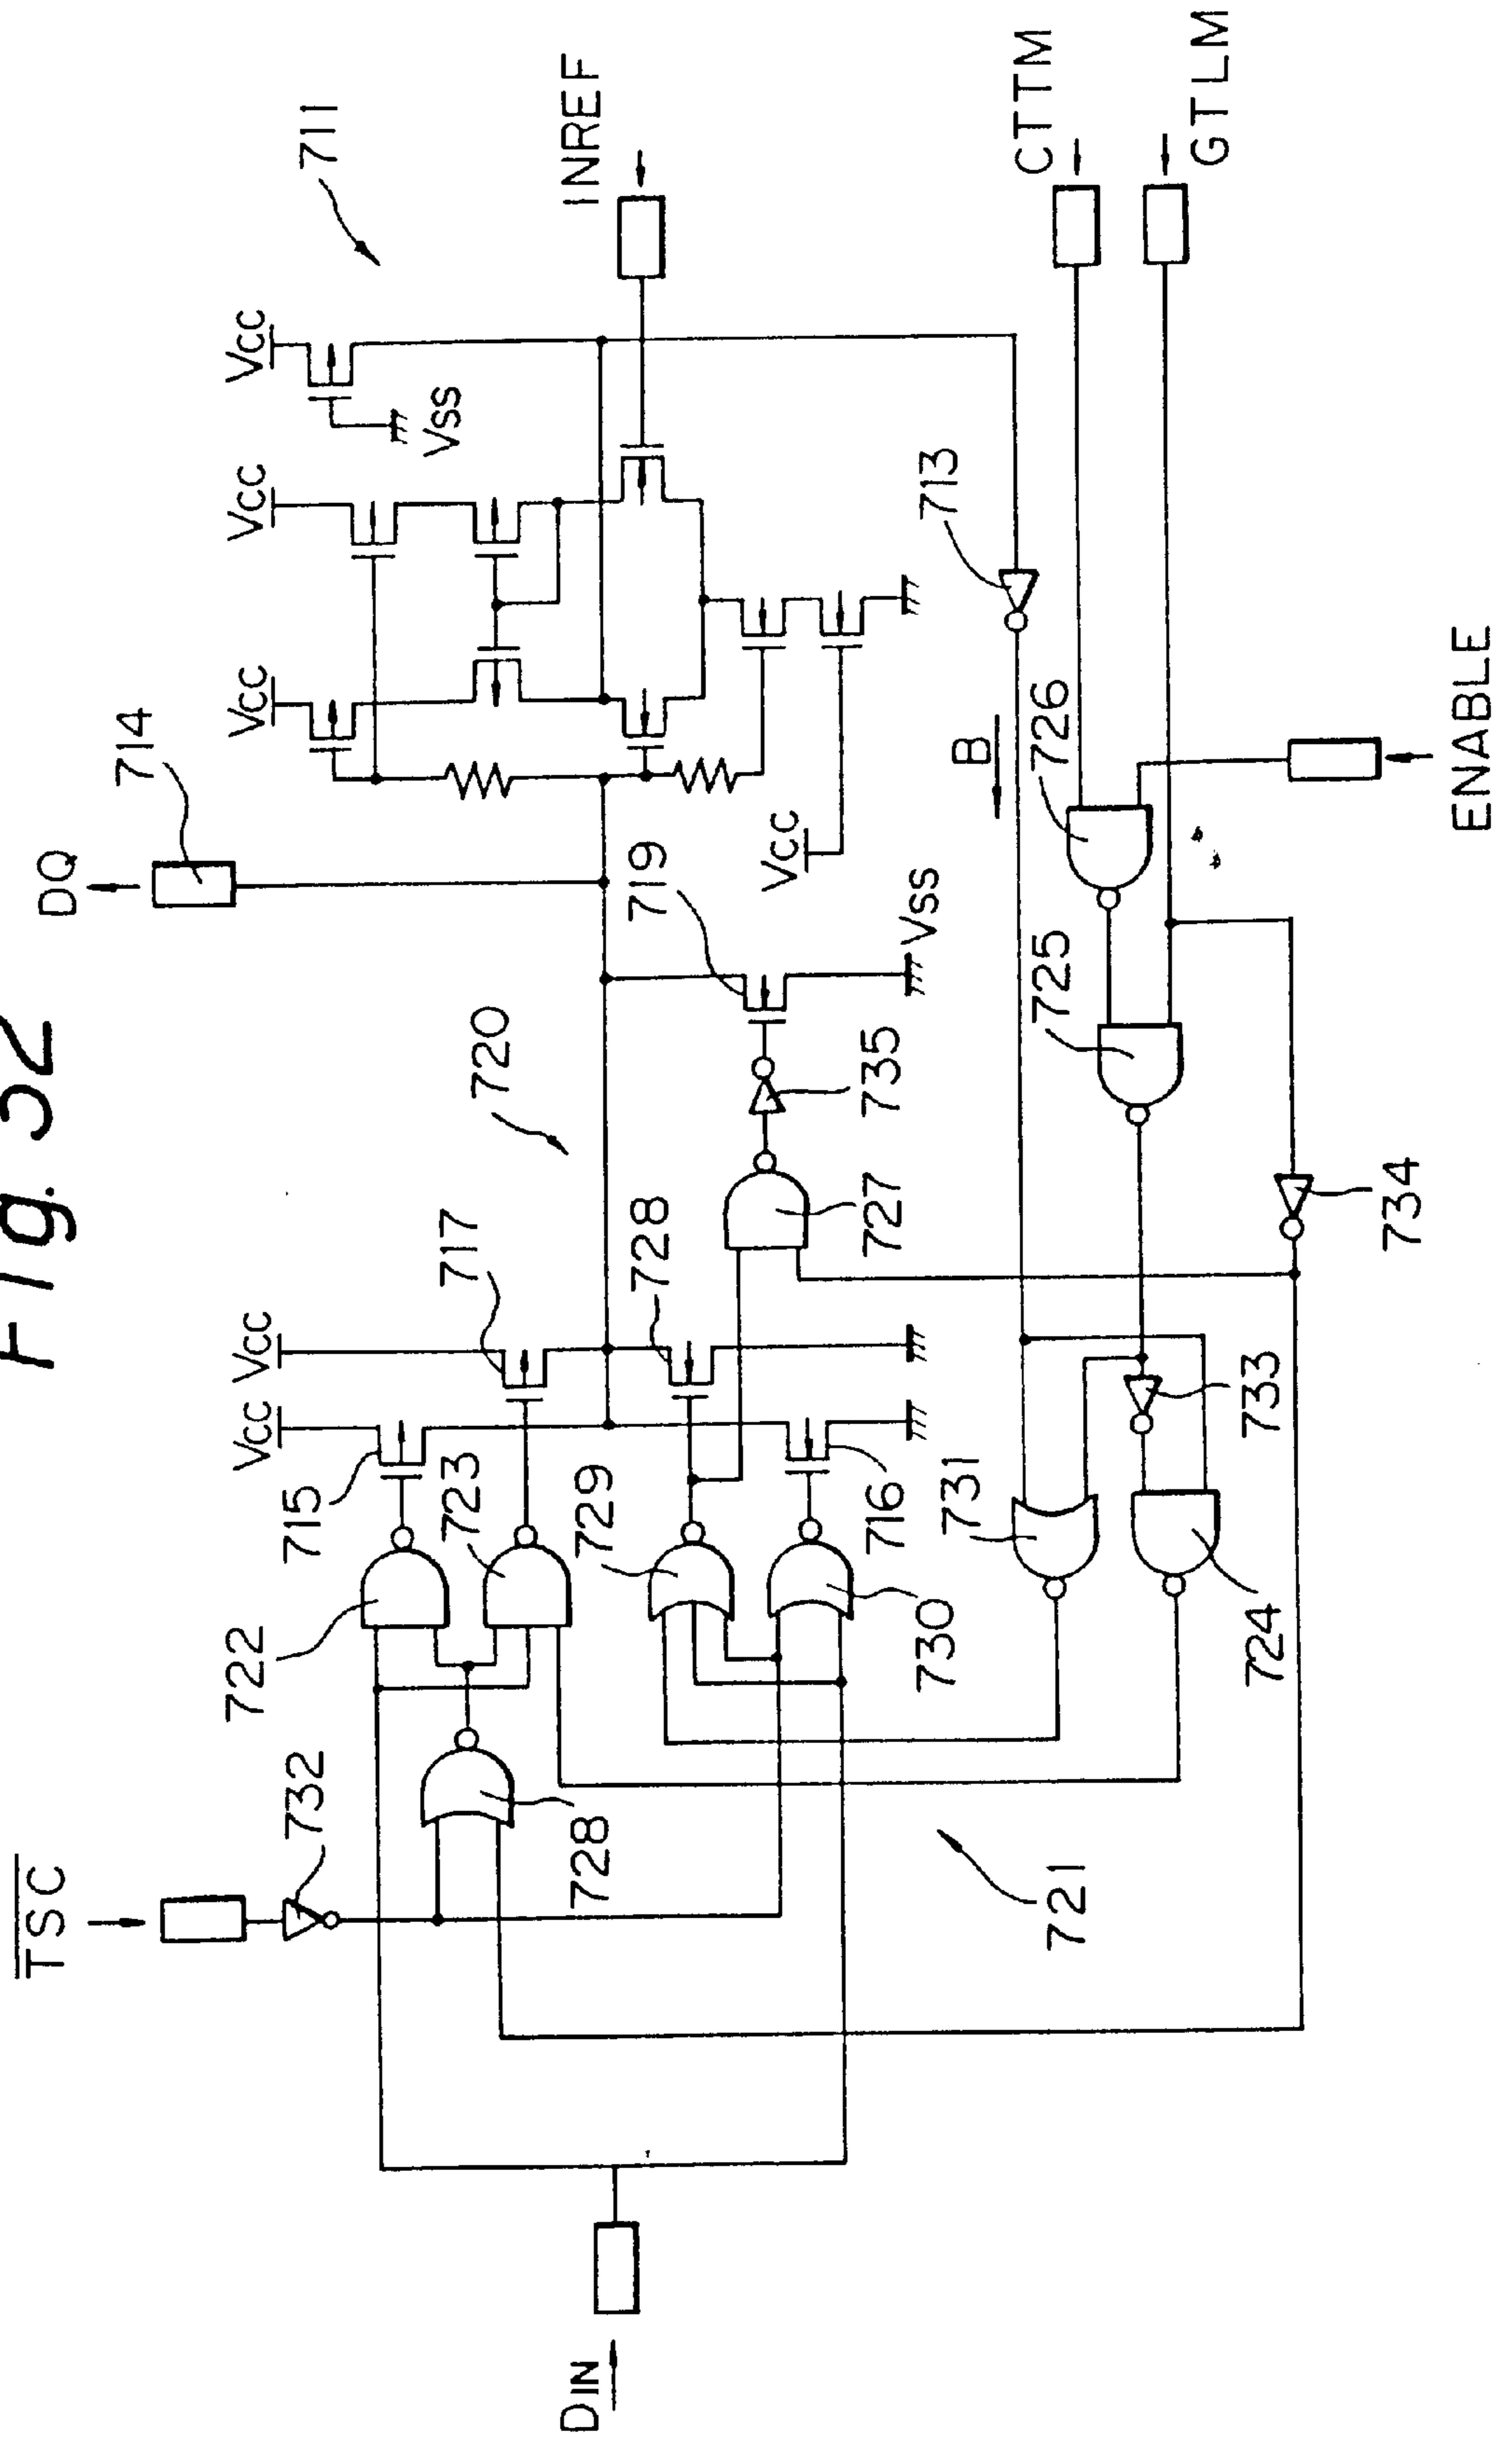 Fig. 52
DQ
714
VCC
VCC
VCC
711
VSS
INREF
TSC
732
VCC
VCC
717
720
719
VCC
715
722
723
728
728
729
735
727
VSS
713
B
CTTM
GTLM
DIN
716
730
731
725
726
721
724
733
734
ENABLE